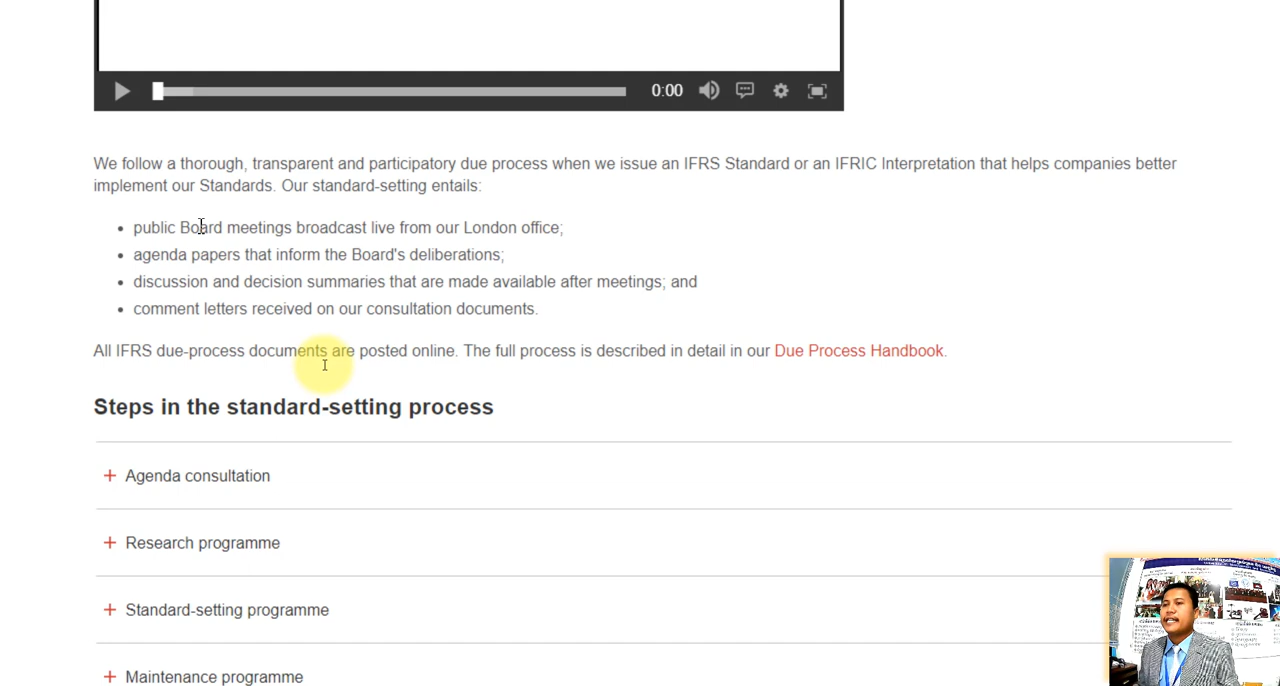 0:00
We follow a thorough, transparent and participatory due process when we issue an IFRS Standard or an IFRIC Interpretation that helps companies better
implement our Standards. Our standard-setting entails:
• public Board meetings broadcast live from our London office;
• agenda papers that inform the Board's deliberations;
• discussion and decision summaries that are made available after meetings; and
• comment letters received on our consultation documents.
All IFRS due-process documents are posted online. The full process is described in detail in our Due Process Handbook.
Steps in the standard-setting process
+ Agenda consultation
+ Research programme
+ Standard-setting programme
+ Maintenance programme